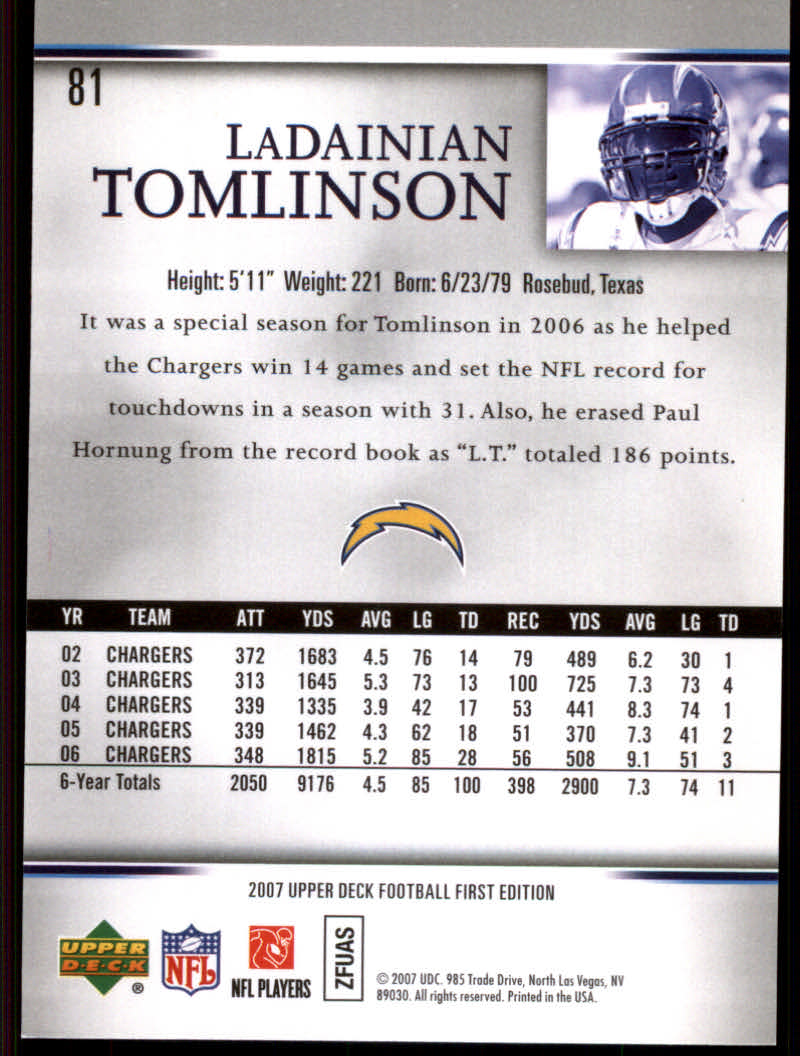 81
LADAINIAN
TOMLINSON
Height: 5'11" Weight: 221 Born: 6/23/79 Rosebud, Texas
It was a special season for Tomlinson in 2006 as he helped
the Chargers win 14 games and set the NFL record for
touchdowns in a season with 31. Also, he erased Paul
Hornung from the record book as “L.T.” totaled 186 points.
YR TEAM ATT YDS AVG LG TD REC YDS AVG LG TD
02 CHARGERS 372 1683 4.5 76 14 79 489 6.2 30 1
03 CHARGERS 313 1645 5.3 73 13 100 725 7.3 73 4
04 CHARGERS 339 1335 3.9 42 17 53 441 8.3 74 1
05 CHARGERS 339 1462 4.3 62 18 51 370 7.3 41 2
06 CHARGERS 348 1815 5.2 85 28 56 508 9.1 51 3
6-Year Totals 2050 9176 4.5 85 100 398 2900 7.3 74 11
2007 UPPER DECK FOOTBALL FIRST EDITION
UPPER
D·E·C·K
®
NFL
NFL PLAYERS
ZFUAS
© 2007 UDC. 985 Trade Drive, North Las Vegas, NV
89030. All rights reserved. Printed in the USA.